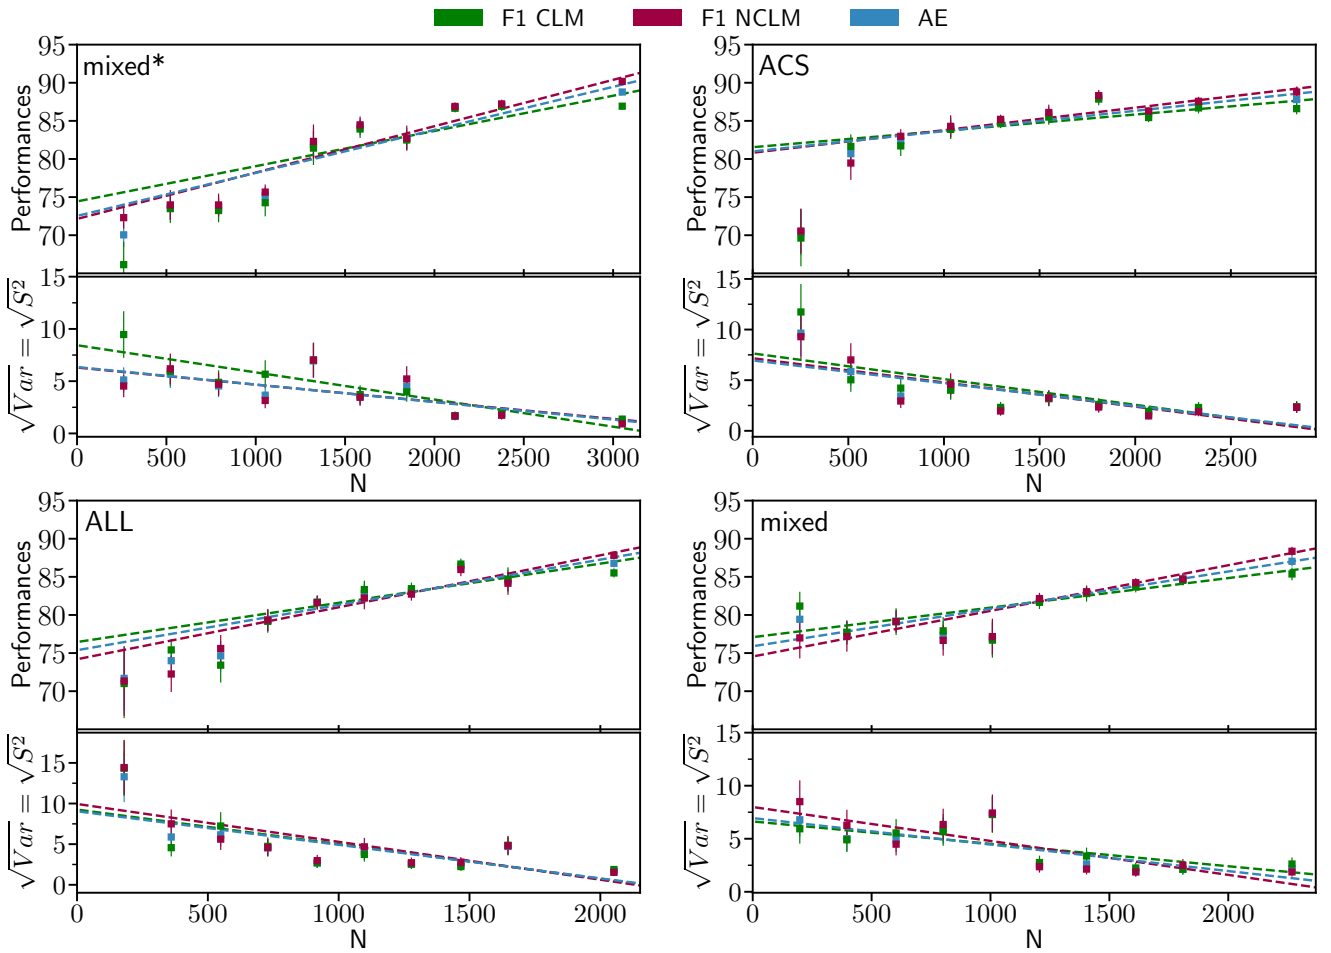 F1 CLM F1 NCLM AE
mixed*
Performances
95
90
85
80
75
70
√Var = √S²
15
10
5
0
0 500 1000 1500 2000 2500 3000
N
ACS
Performances
95
90
85
80
75
70
√Var = √S²
15
10
5
0
0 500 1000 1500 2000 2500
N
ALL
Performances
95
90
85
80
75
70
√Var = √S²
15
10
5
0
0 500 1000 1500 2000
N
mixed
Performances
95
90
85
80
75
70
√Var = √S²
15
10
5
0
0 500 1000 1500 2000
N